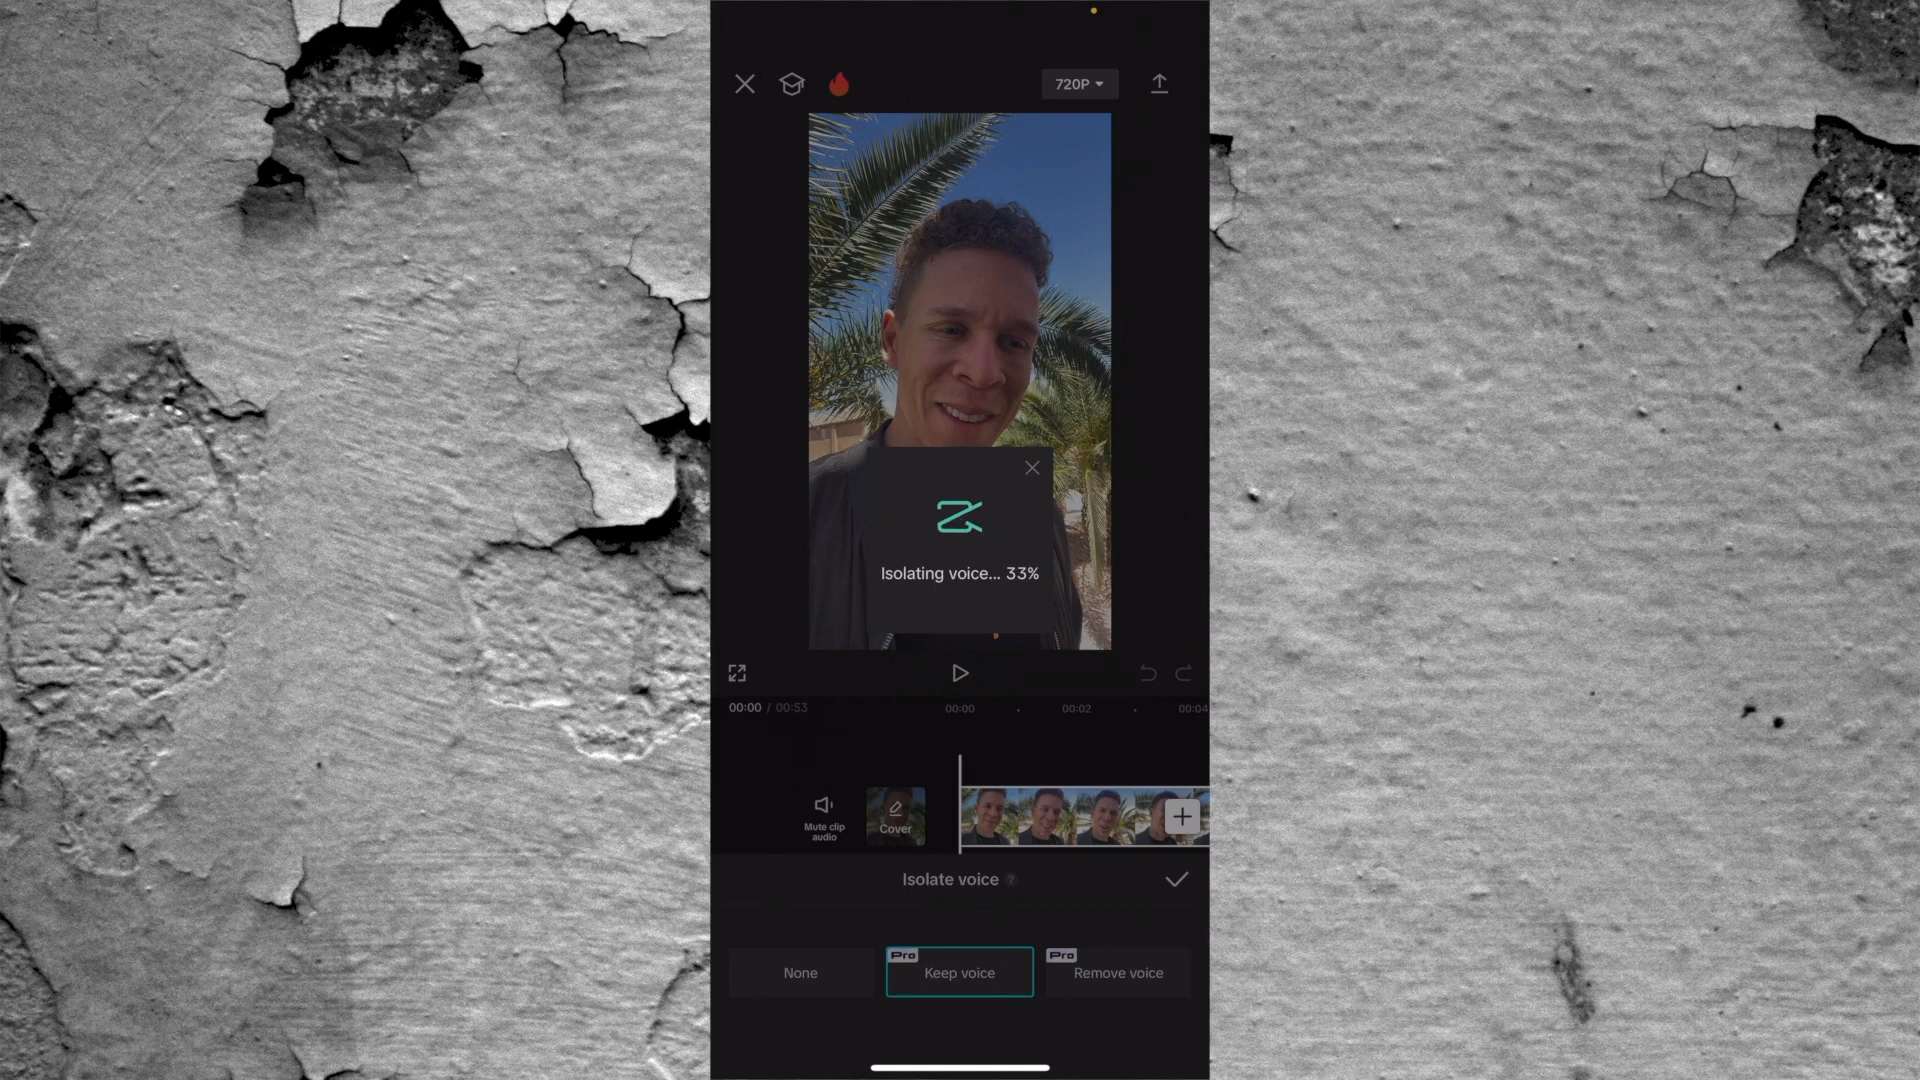 720P
Isolating voice... 33%
00:00 / 00:53
00:00
00:02
00:04
Mute clip
audio
Cover
Isolate voice ?
None
Pro
Keep voice
Pro
Remove voice